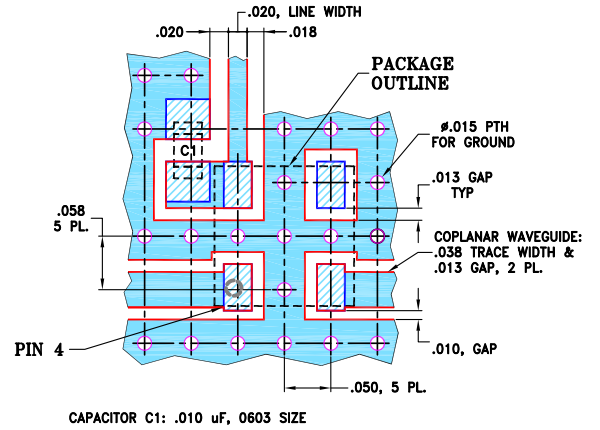 .020, LINE WIDTH
.020
.018
PACKAGE
OUTLINE
C1
ø.015 PTH
FOR GROUND
.013 GAP
TYP
.058
5 PL.
COPLANAR WAVEGUIDE:
.038 TRACE WIDTH &
.013 GAP, 2 PL.
PIN 4
.010, GAP
.050, 5 PL.
CAPACITOR C1: .010 uF, 0603 SIZE